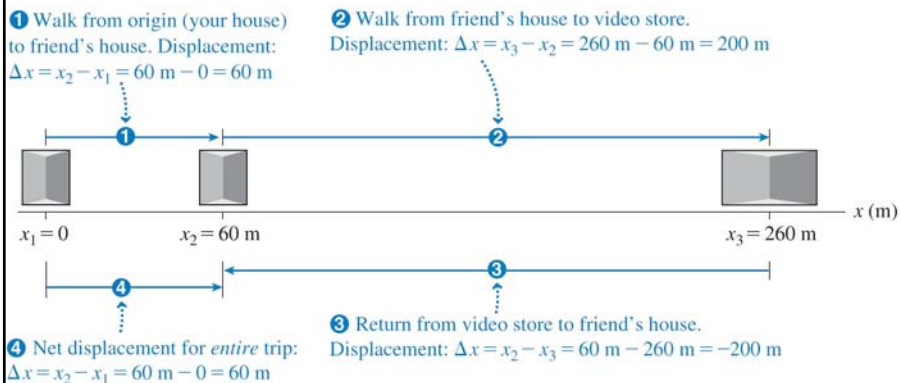 ❶ Walk from origin (your house)
to friend's house. Displacement:
Δx = x₂ − x₁ = 60 m − 0 = 60 m
❷ Walk from friend's house to video store.
Displacement: Δx = x₃ − x₂ = 260 m − 60 m = 200 m
❶
❷
x (m)
x₁ = 0
x₂ = 60 m
x₃ = 260 m
❸
❹
❸ Return from video store to friend's house.
Displacement: Δx = x₂ − x₃ = 60 m − 260 m = −200 m
❹ Net displacement for entire trip:
Δx = x₂ − x₁ = 60 m − 0 = 60 m